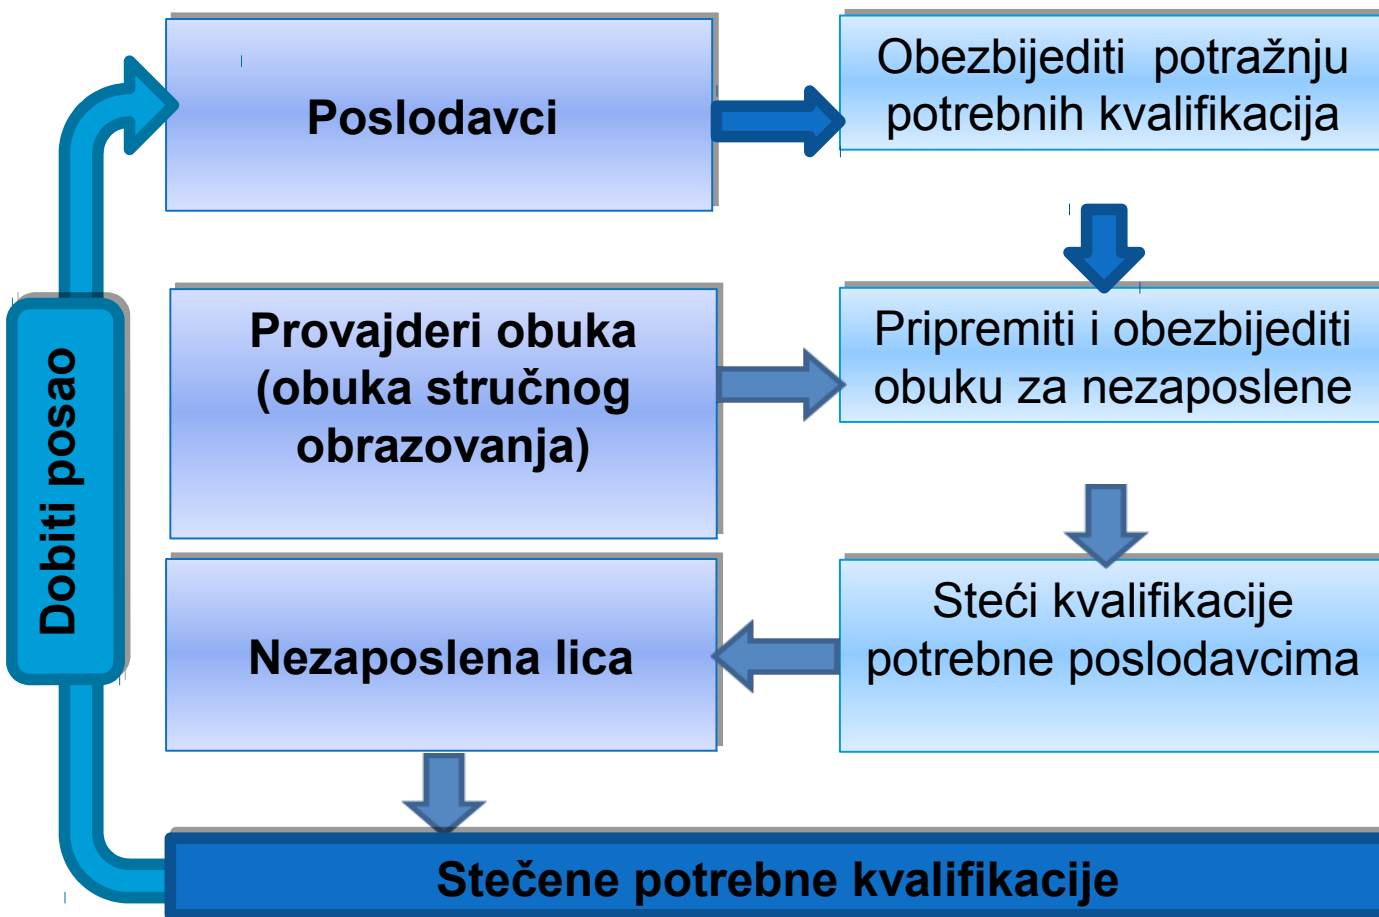 Poslodavci
Obezbijediti potražnju
potrebnih kvalifikacija
Provajderi obuka
(obuka stručnog
obrazovanja)
Pripremiti i obezbijediti
obuku za nezaposlene
Dobiti posao
Nezaposlena lica
Steći kvalifikacije
potrebne poslodavcima
Stečene potrebne kvalifikacije